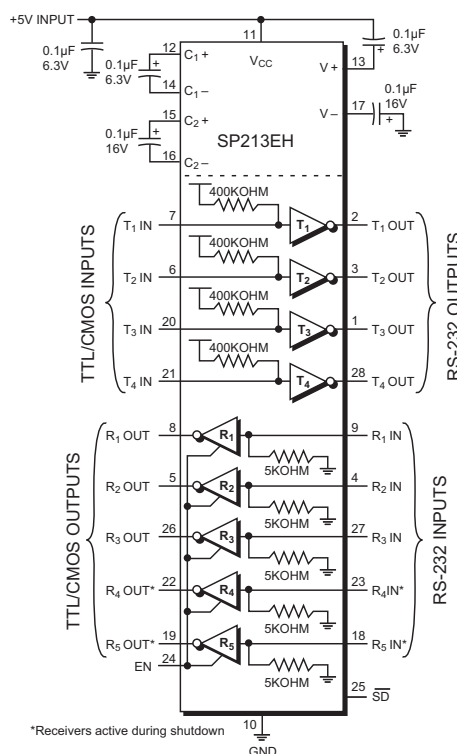 +5V INPUT
11
0.1µF
6.3V
0.1µF
6.3V
12
C1+
VCC
V+
13
0.1µF
6.3V
14
C1–
15
C2+
V–
17
0.1µF
16V
0.1µF
16V
16
C2–
SP213EH
400KOHM
T1 IN
7
T1
2
T1 OUT
400KOHM
T2 IN
6
T2
3
T2 OUT
400KOHM
T3 IN
20
T3
1
T3 OUT
400KOHM
T4 IN
21
T4
28
T4 OUT
TTL/CMOS INPUTS
RS-232 OUTPUTS
R1 OUT
8
R1
9
R1 IN
5KOHM
R2 OUT
5
R2
4
R2 IN
5KOHM
R3 OUT
26
R3
27
R3 IN
5KOHM
R4 OUT*
22
R4
23
R4IN*
5KOHM
R5 OUT*
19
R5
18
R5 IN*
EN
24
5KOHM
TTL/CMOS OUTPUTS
RS-232 INPUTS
25
SD
*Receivers active during shutdown
10
GND